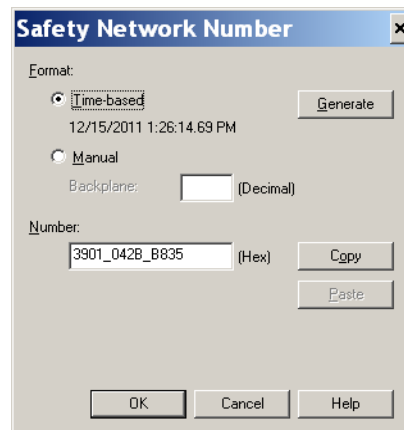 Safety Network Number
Format:
Time-based
Generate
12/15/2011 1:26:14.69 PM
Manual
Backplane:
(Decimal)
Number:
3901_042B_B835
(Hex)
Copy
Paste
OK
Cancel
Help